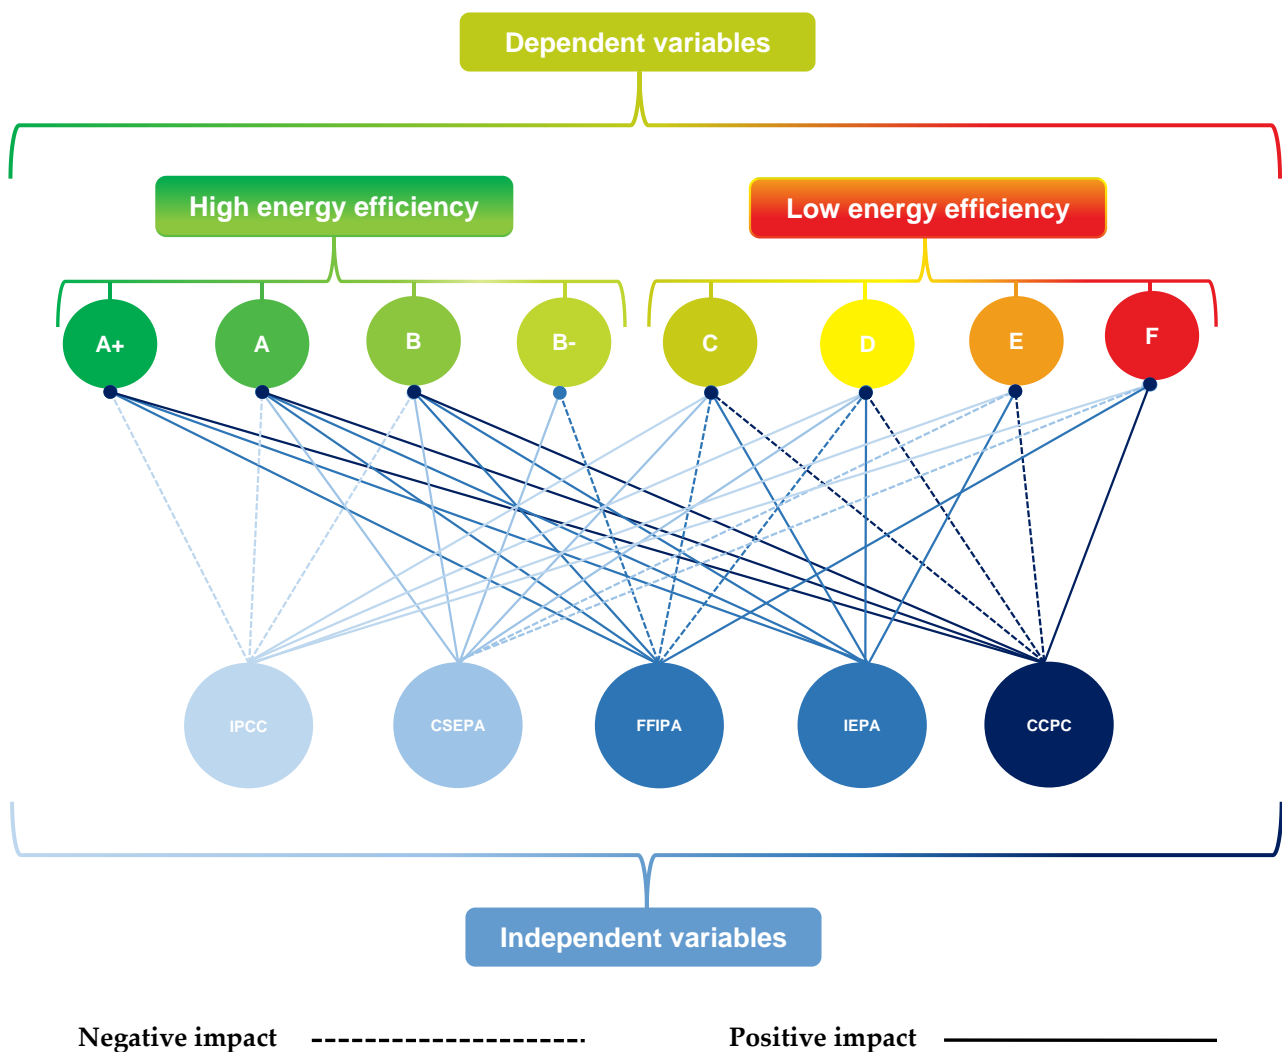 Dependent variables
High energy efficiency
Low energy efficiency
A+
A
B
B-
C
D
E
F
IPCC
CSEPA
FFIPA
IEPA
CCPC
Independent variables
Negative impact
Positive impact